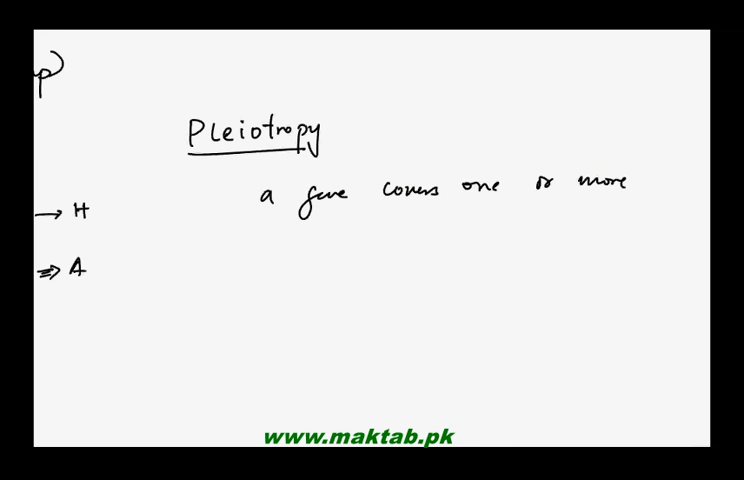 p)
Pleiotropy
a gene covers one or more
→ H
⇒ A
www.maktab.pk